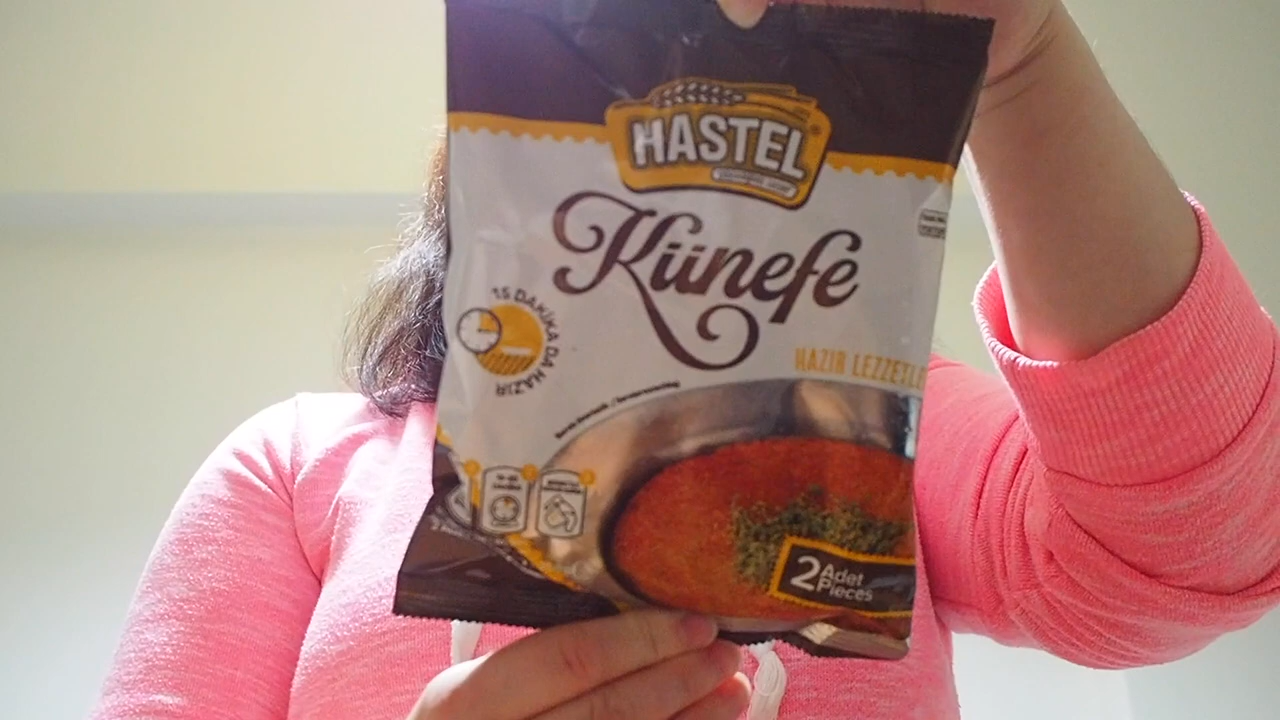 HASTEL
Künefe
15 DAKİKA DA HAZIR
HAZIR LEZZETLE
2 Adet
Pieces